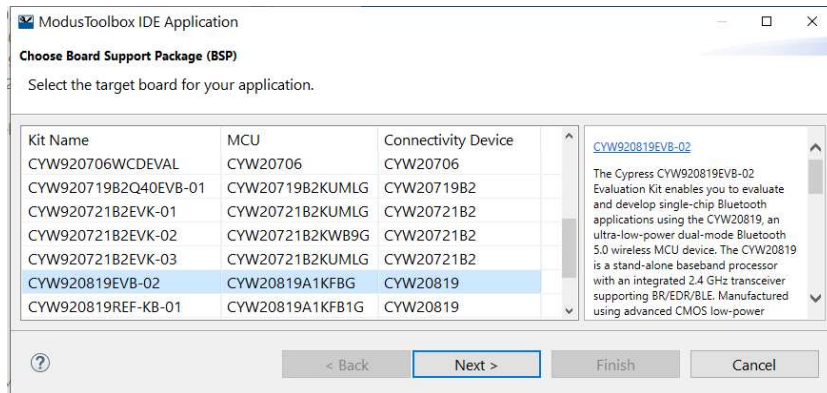 ModusToolbox IDE Application
Choose Board Support Package (BSP)
Select the target board for your application.
Kit Name MCU Connectivity Device
CYW920706WCDEVAL CYW20706 CYW20706
CYW920719B2Q40EVB-01 CYW20719B2KUMLG CYW20719B2
CYW920721B2EVK-01 CYW20721B2KUMLG CYW20721B2
CYW920721B2EVK-02 CYW20721B2KWB9G CYW20721B2
CYW920721B2EVK-03 CYW20721B2KUMLG CYW20721B2
CYW920819EVB-02 CYW20819A1KFBG CYW20819
CYW920819REF-KB-01 CYW20819A1KFB1G CYW20819
CYW920819EVB-02
The Cypress CYW920819EVB-02
Evaluation Kit enables you to evaluate
and develop single-chip Bluetooth
applications using the CYW20819, an
ultra-low-power dual-mode Bluetooth
5.0 wireless MCU device. The CYW20819
is a stand-alone baseband processor
with an integrated 2.4 GHz transceiver
supporting BR/EDR/BLE. Manufactured
using advanced CMOS low-power
?
< Back Next > Finish Cancel